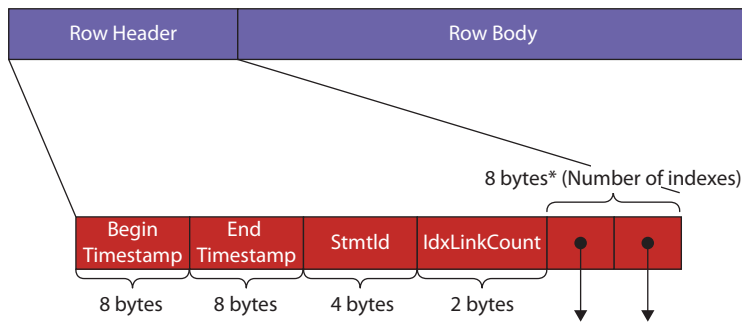 Row Header
Row Body
8 bytes* (Number of indexes)
Begin
Timestamp
End
Timestamp
StmtId
IdxLinkCount
8 bytes
8 bytes
4 bytes
2 bytes